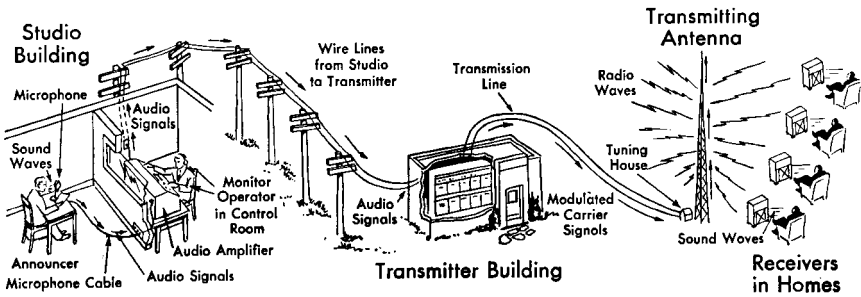 Studio
Building
Microphone
Sound
Waves
Audio
Signals
Announcer
Microphone Cable
Audio Signals
Audio Amplifier
Monitor
Operator
in Control
Room
Wire Lines
from Studio
ta Transmitter
Audio
Signals
Transmission
Line
Transmitter Building
Modulated
Carrier
Signols
Transmitting
Antenna
Radio
Waves
Tuning
House
Sound Waves
Receivers
in Homes